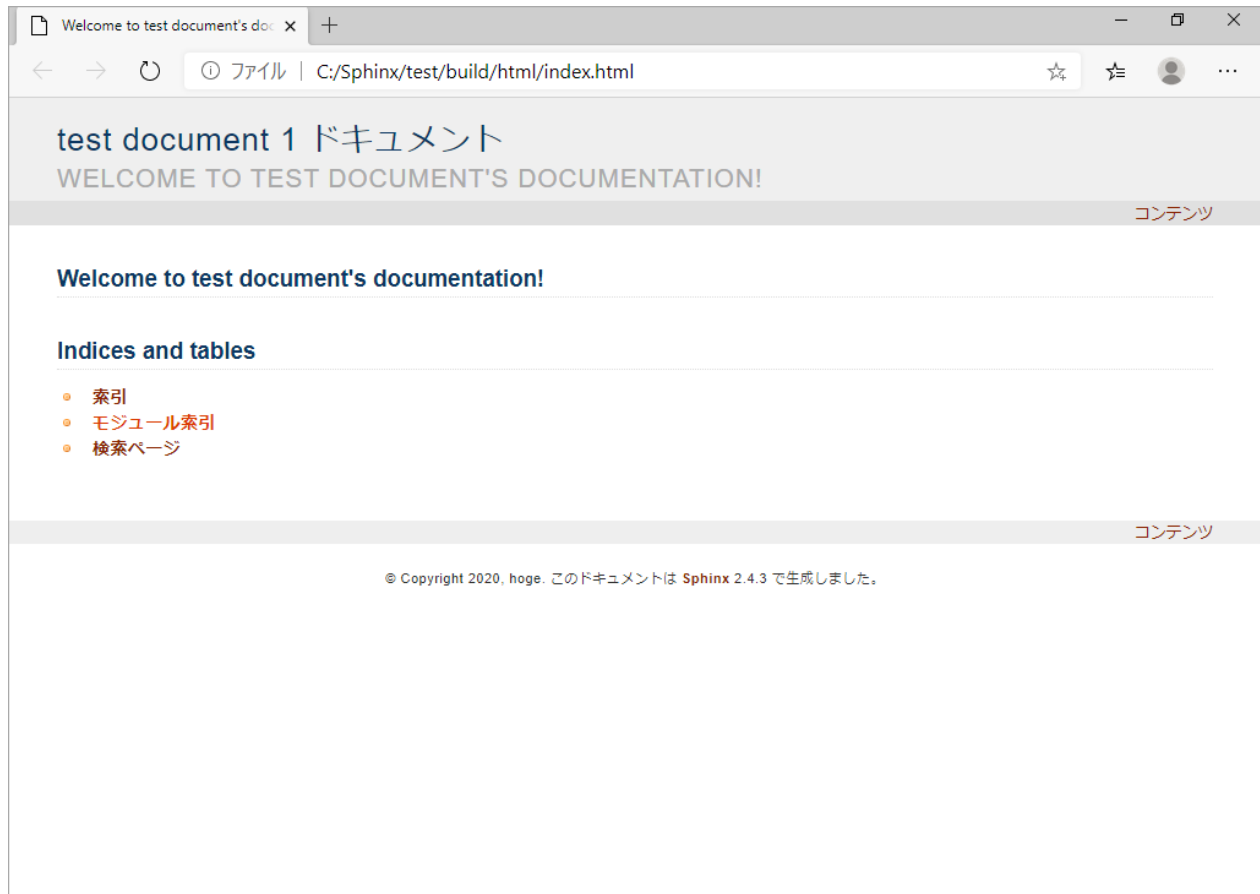 Welcome to test document's doc
ファイル | C:/Sphinx/test/build/html/index.html
test document 1 ドキュメント
WELCOME TO TEST DOCUMENT'S DOCUMENTATION!
コンテンツ
Welcome to test document's documentation!
Indices and tables
索引
モジュール索引
検索ページ
コンテンツ
© Copyright 2020, hoge. このドキュメントは Sphinx 2.4.3 で生成しました。